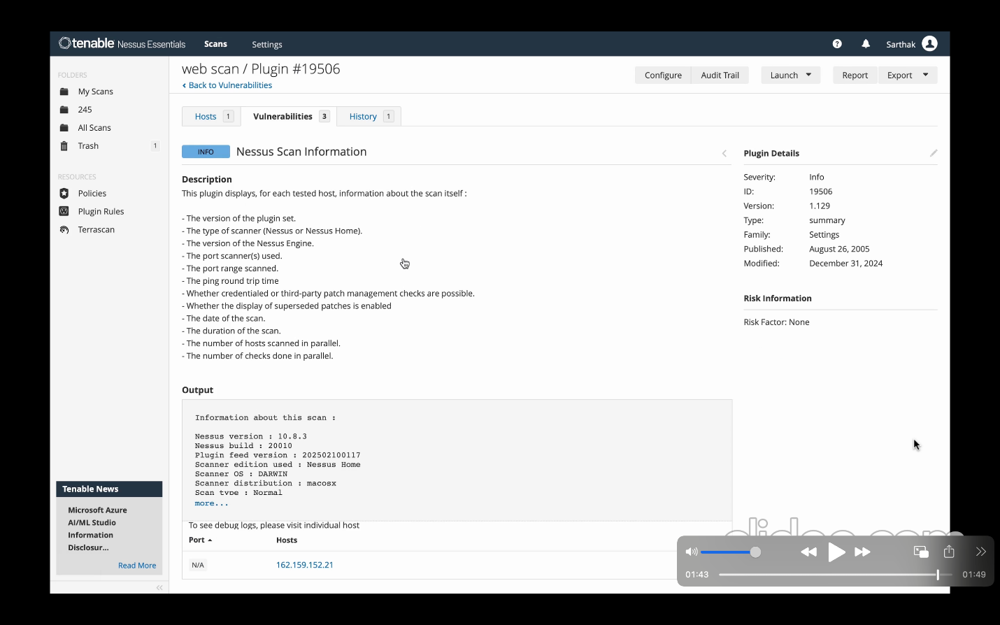 tenable Nessus Essentials Scans Settings Sarthak
FOLDERS
My Scans
245
All Scans
Trash 1
RESOURCES
Policies
Plugin Rules
Terrascan
Tenable News
Microsoft Azure
AI/ML Studio
Information
Disclosur...
Read More
web scan / Plugin #19506
Back to Vulnerabilities
Configure Audit Trail Launch Report Export
Hosts 1 Vulnerabilities 3 History 1
INFO Nessus Scan Information
Description
This plugin displays, for each tested host, information about the scan itself :
- The version of the plugin set.
- The type of scanner (Nessus or Nessus Home).
- The version of the Nessus Engine.
- The port scanner(s) used.
- The port range scanned.
- The ping round trip time
- Whether credentialed or third-party patch management checks are possible.
- Whether the display of superseded patches is enabled
- The date of the scan.
- The duration of the scan.
- The number of hosts scanned in parallel.
- The number of checks done in parallel.
Output
Information about this scan :
Nessus version : 10.8.3
Nessus build : 20010
Plugin feed version : 202502100117
Scanner edition used : Nessus Home
Scanner OS : DARWIN
Scanner distribution : macosx
Scan type : Normal
more...
To see debug logs, please visit individual host
Port Hosts
N/A 162.159.152.21
Plugin Details
Severity: Info
ID: 19506
Version: 1.129
Type: summary
Family: Settings
Published: August 26, 2005
Modified: December 31, 2024
Risk Information
Risk Factor: None
01:43 01:49